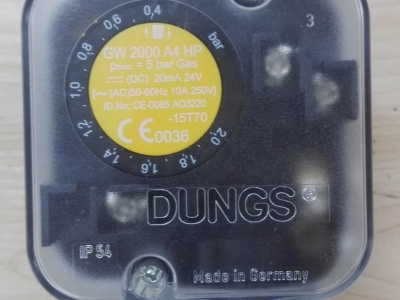 0,4
0,6
0,8
1,0
1,2
1,4
1,6
1,8
2,0
bar
3
GW 2000 A4 HP
pmax. = 5 bar Gas
⎓ (DC) 20mA 24V
[~(AC)50-60Hz 10A 250V]
ID.No: CE-0085 AO3220
-15T70
CE 0036
DUNGS®
IP 54
Made in Germany